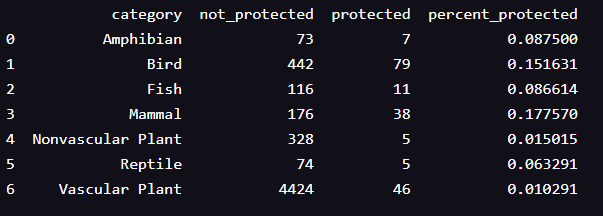 category not_protected protected percent_protected
0 Amphibian 73 7 0.087500
1 Bird 442 79 0.151631
2 Fish 116 11 0.086614
3 Mammal 176 38 0.177570
4 Nonvascular Plant 328 5 0.015015
5 Reptile 74 5 0.063291
6 Vascular Plant 4424 46 0.010291